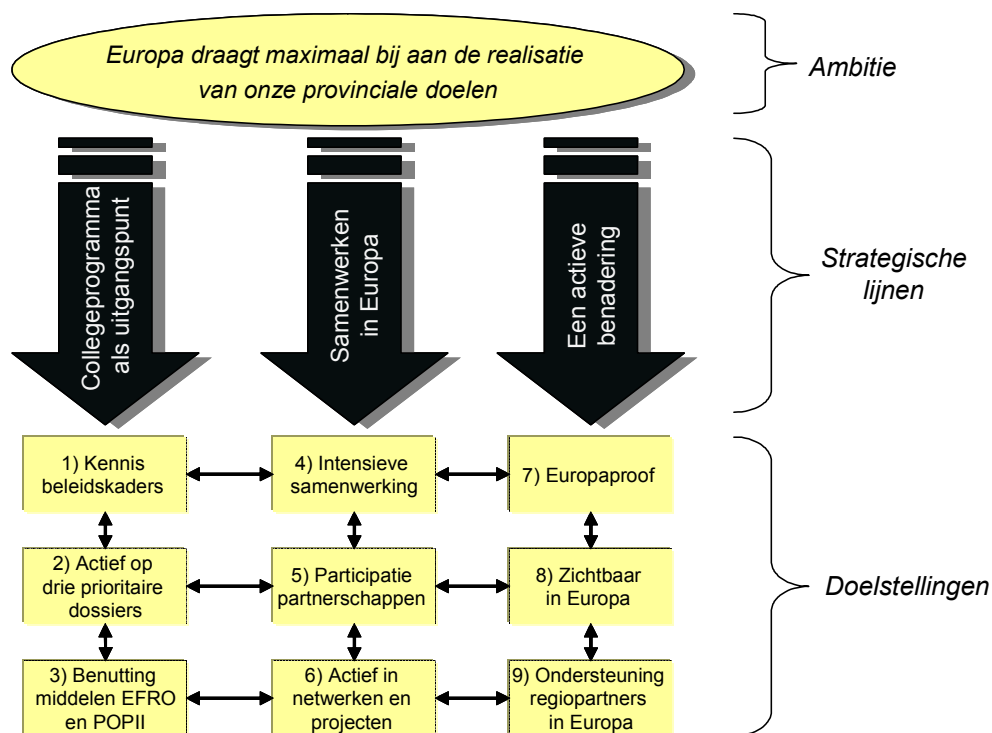 Europa draagt maximaal bij aan de realisatie
van onze provinciale doelen
Ambitie
Collegeprogramma
als uitgangspunt
Samenwerken
in Europa
Een actieve
benadering
Strategische
lijnen
1) Kennis
beleidskaders
4) Intensieve
samenwerking
7) Europaproof
2) Actief op
drie prioritaire
dossiers
5) Participatie
partnerschappen
8) Zichtbaar
in Europa
Doelstellingen
3) Benutting
middelen EFRO
en POPII
6) Actief in
netwerken en
projecten
9) Ondersteuning
regiopartners
in Europa